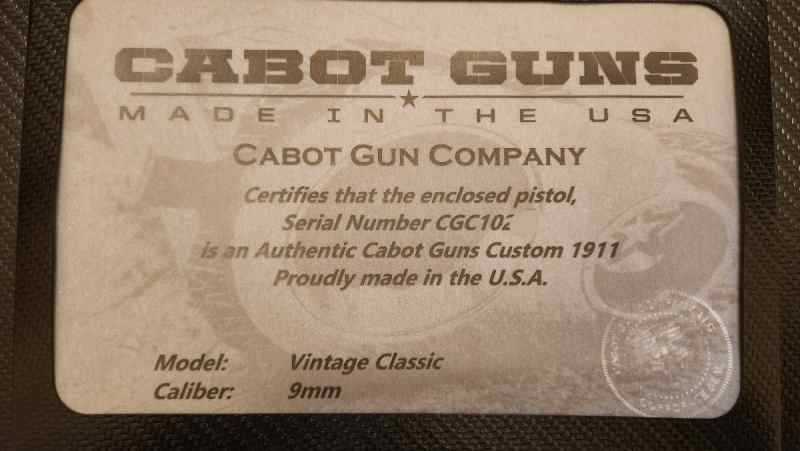 CABOT GUNS
MADE IN THE USA
CABOT GUN COMPANY
Certifies that the enclosed pistol,
Serial Number CGC102
is an Authentic Cabot Guns Custom 1911
Proudly made in the U.S.A.
Model: Vintage Classic
Caliber: 9mm